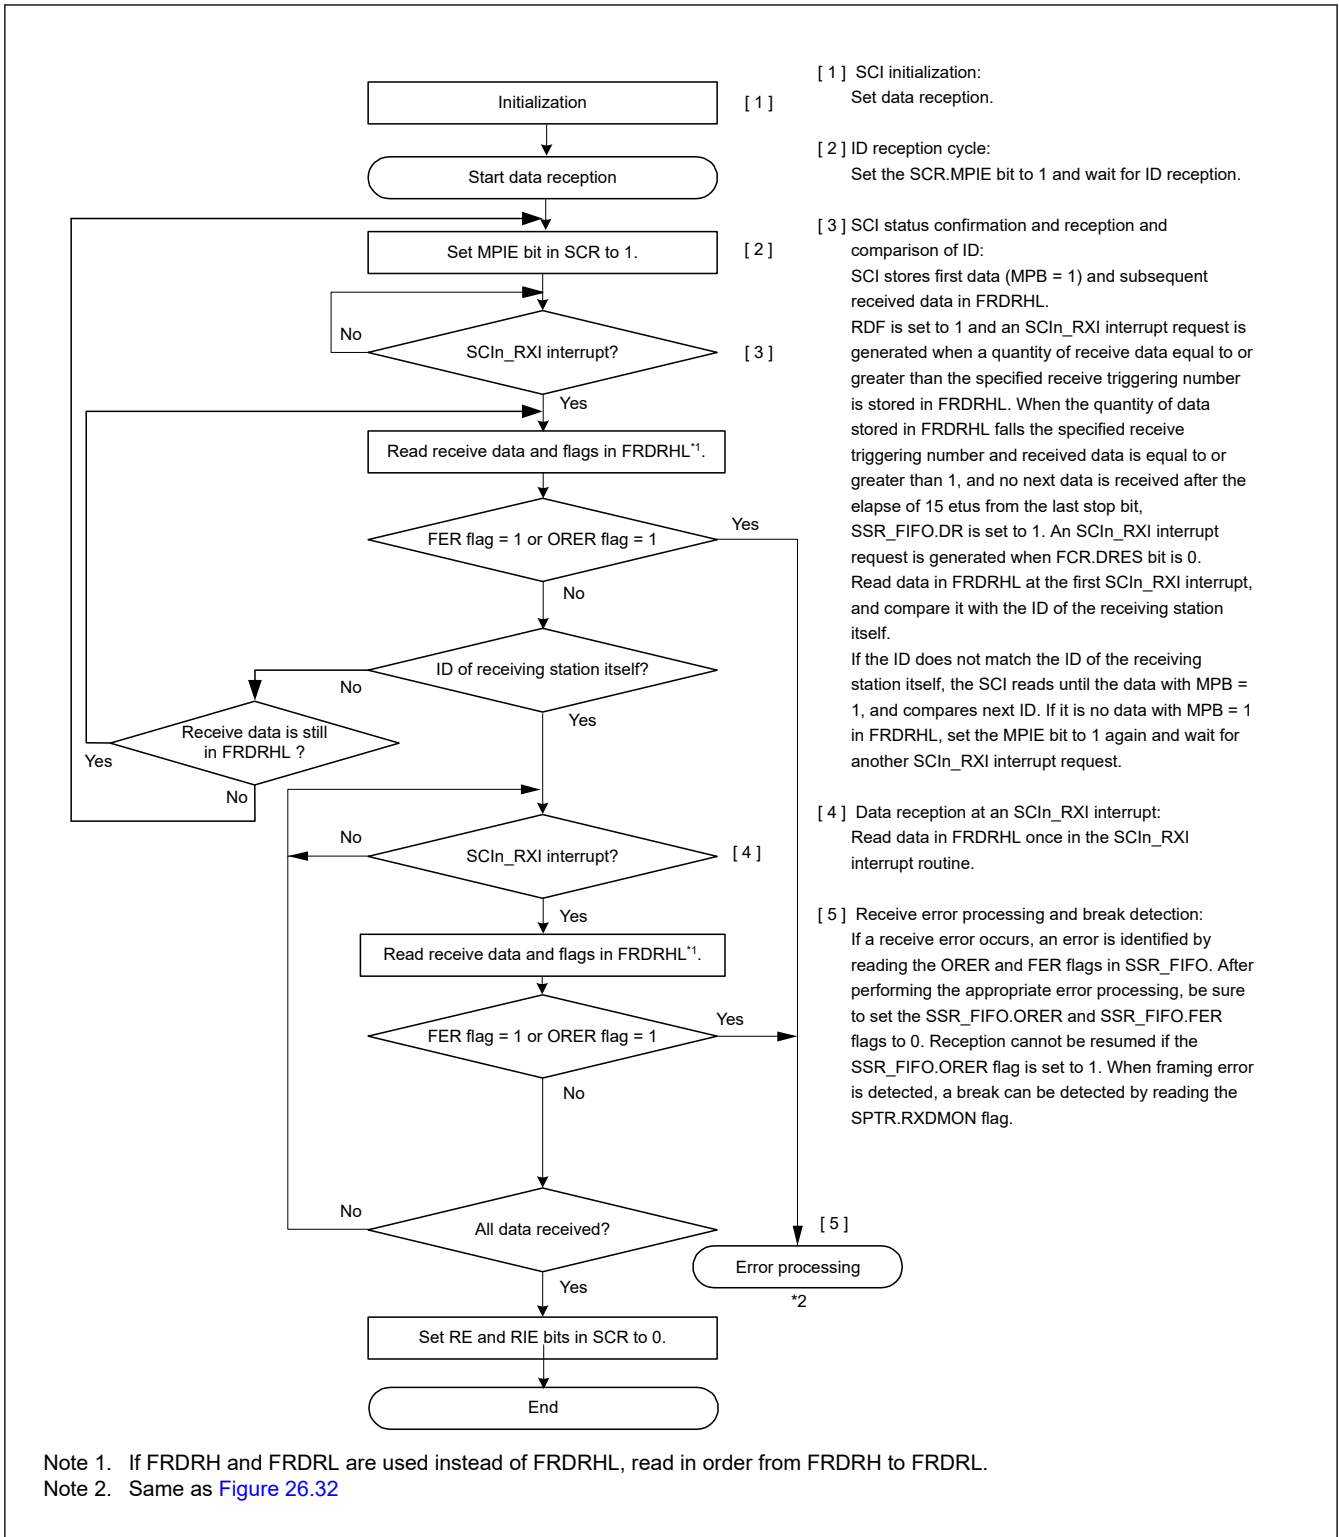 Initialization
[ 1 ]
Start data reception
Set MPIE bit in SCR to 1.
[ 2 ]
No
SCIn_RXI interrupt?
[ 3 ]
Yes
Read receive data and flags in FRDRHL*1.
FER flag = 1 or ORER flag = 1
Yes
No
ID of receiving station itself?
No
Yes
Receive data is still
in FRDRHL ?
Yes
No
No
SCIn_RXI interrupt?
[ 4 ]
Yes
Read receive data and flags in FRDRHL*1.
FER flag = 1 or ORER flag = 1
Yes
No
No
All data received?
Yes
[ 5 ]
Error processing
*2
Set RE and RIE bits in SCR to 0.
End
[ 1 ] SCI initialization:
Set data reception.
[ 2 ] ID reception cycle:
Set the SCR.MPIE bit to 1 and wait for ID reception.
[ 3 ] SCI status confirmation and reception and
comparison of ID:
SCI stores first data (MPB = 1) and subsequent
received data in FRDRHL.
RDF is set to 1 and an SCIn_RXI interrupt request is
generated when a quantity of receive data equal to or
greater than the specified receive triggering number
is stored in FRDRHL. When the quantity of data
stored in FRDRHL falls the specified receive
triggering number and received data is equal to or
greater than 1, and no next data is received after the
elapse of 15 etus from the last stop bit,
SSR_FIFO.DR is set to 1. An SCIn_RXI interrupt
request is generated when FCR.DRES bit is 0.
Read data in FRDRHL at the first SCIn_RXI interrupt,
and compare it with the ID of the receiving station
itself.
If the ID does not match the ID of the receiving
station itself, the SCI reads until the data with MPB =
1, and compares next ID. If it is no data with MPB = 1
in FRDRHL, set the MPIE bit to 1 again and wait for
another SCIn_RXI interrupt request.
[ 4 ] Data reception at an SCIn_RXI interrupt:
Read data in FRDRHL once in the SCIn_RXI
interrupt routine.
[ 5 ] Receive error processing and break detection:
If a receive error occurs, an error is identified by
reading the ORER and FER flags in SSR_FIFO. After
performing the appropriate error processing, be sure
to set the SSR_FIFO.ORER and SSR_FIFO.FER
flags to 0. Reception cannot be resumed if the
SSR_FIFO.ORER flag is set to 1. When framing error
is detected, a break can be detected by reading the
SPTR.RXDMON flag.
Note 1. If FRDRH and FRDRL are used instead of FRDRHL, read in order from FRDRH to FRDRL.
Note 2. Same as Figure 26.32